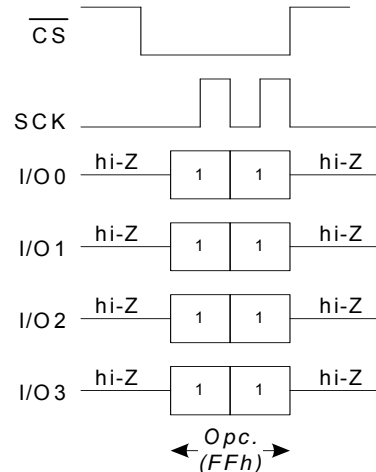 CS
SCK
hi-Z hi-Z
I/O0 1 1
hi-Z hi-Z
I/O1 1 1
hi-Z hi-Z
I/O2 1 1
hi-Z hi-Z
I/O3 1 1
Opc.
(FFh)